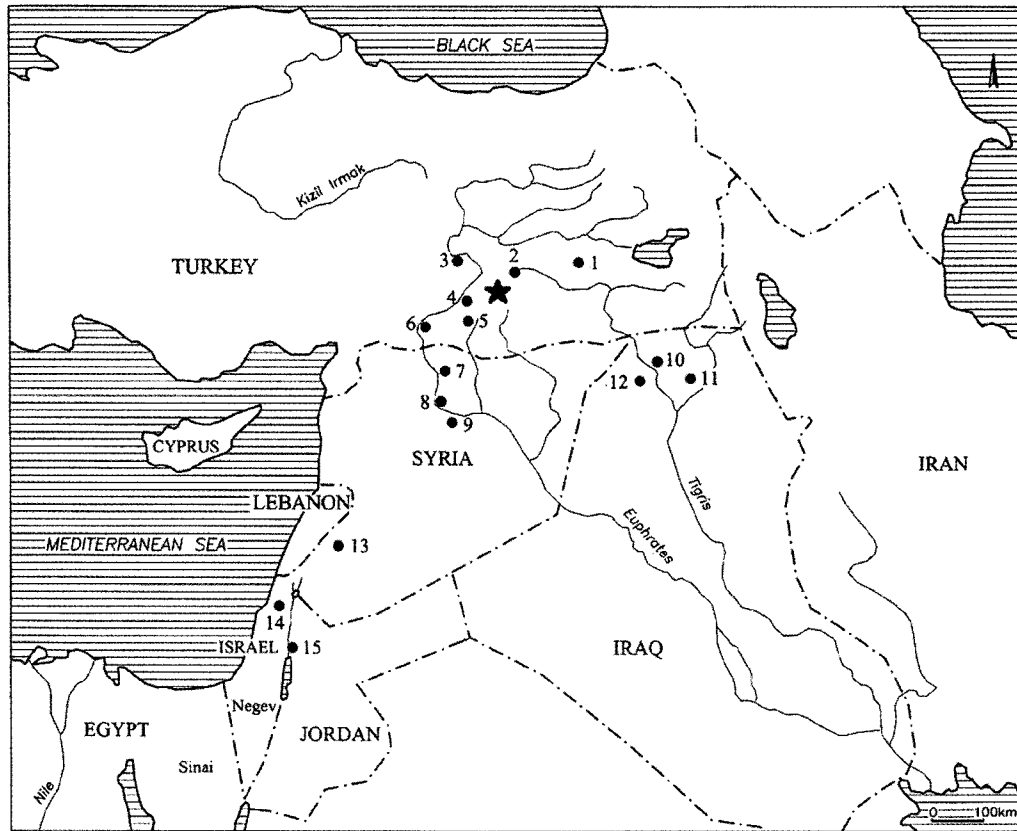 BLACK SEA
Kizil Irmak
TURKEY
3
2
1
4
5
6
7
8
9
10
11
12
CYPRUS
SYRIA
IRAN
LEBANON
Tigris
Euphrates
MEDITERRANEAN SEA
13
14
ISRAEL
15
IRAQ
Negev
EGYPT
JORDAN
Sinai
Nile
0 100km